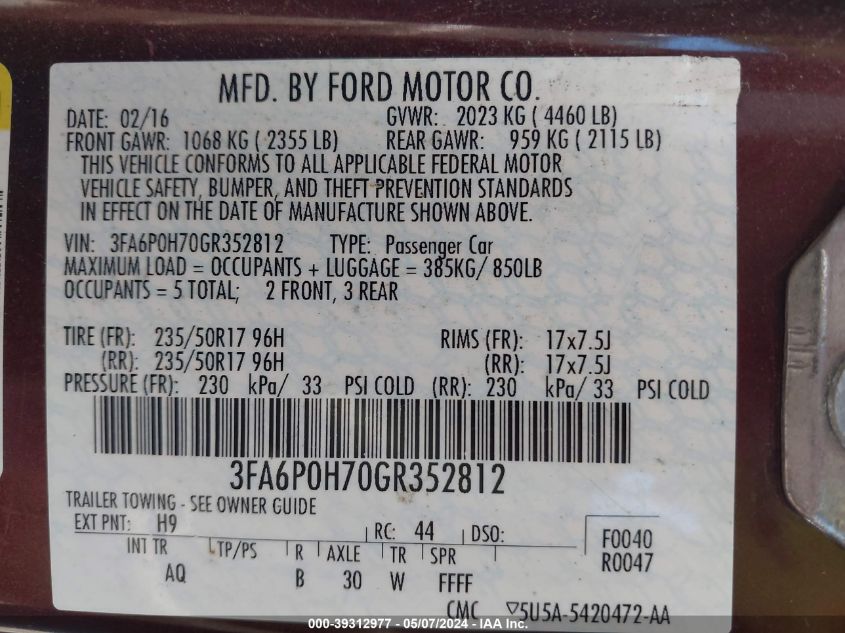 MFD. BY FORD MOTOR CO.
DATE: 02/16 GVWR: 2023 KG ( 4460 LB)
FRONT GAWR: 1068 KG ( 2355 LB) REAR GAWR: 959 KG ( 2115 LB)
THIS VEHICLE CONFORMS TO ALL APPLICABLE FEDERAL MOTOR
VEHICLE SAFETY, BUMPER, AND THEFT PREVENTION STANDARDS
IN EFFECT ON THE DATE OF MANUFACTURE SHOWN ABOVE.
VIN: 3FA6P0H70GR352812 TYPE: Passenger Car
MAXIMUM LOAD = OCCUPANTS + LUGGAGE = 385KG/ 850LB
OCCUPANTS = 5 TOTAL; 2 FRONT, 3 REAR
TIRE (FR): 235/50R17 96H RIMS (FR): 17x7.5J
(RR): 235/50R17 96H (RR): 17x7.5J
PRESSURE (FR): 230 kPa/ 33 PSI COLD (RR): 230 kPa/ 33 PSI COLD
3FA6P0H70GR352812
TRAILER TOWING - SEE OWNER GUIDE
EXT PNT: H9 RC: 44 DSO: F0040
R0047
INT TR TP/PS R AXLE TR SPR
AQ B 30 W FFFF
CMC 5U5A-5420472-AA
000-39312977 - 05/07/2024 - IAA Inc.